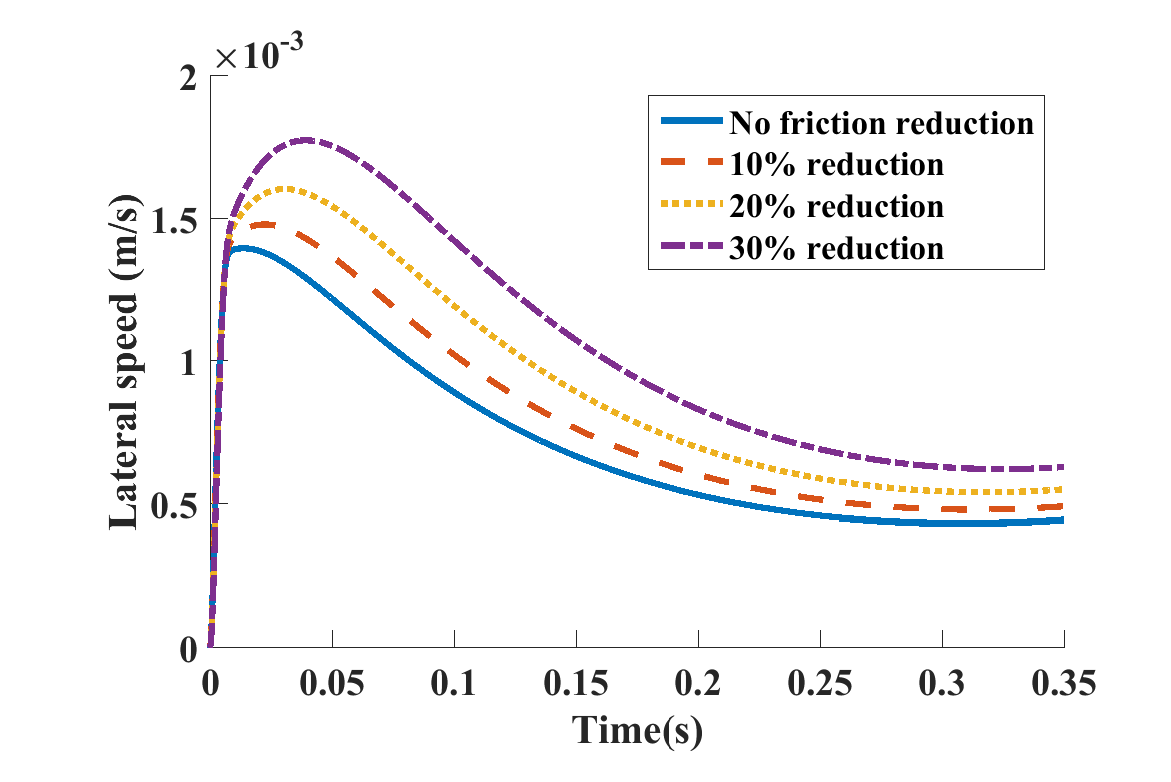 ×10-3
2
1.5
1
0.5
0
Lateral speed (m/s)
No friction reduction
10% reduction
20% reduction
30% reduction
0 0.05 0.1 0.15 0.2 0.25 0.3 0.35
Time(s)